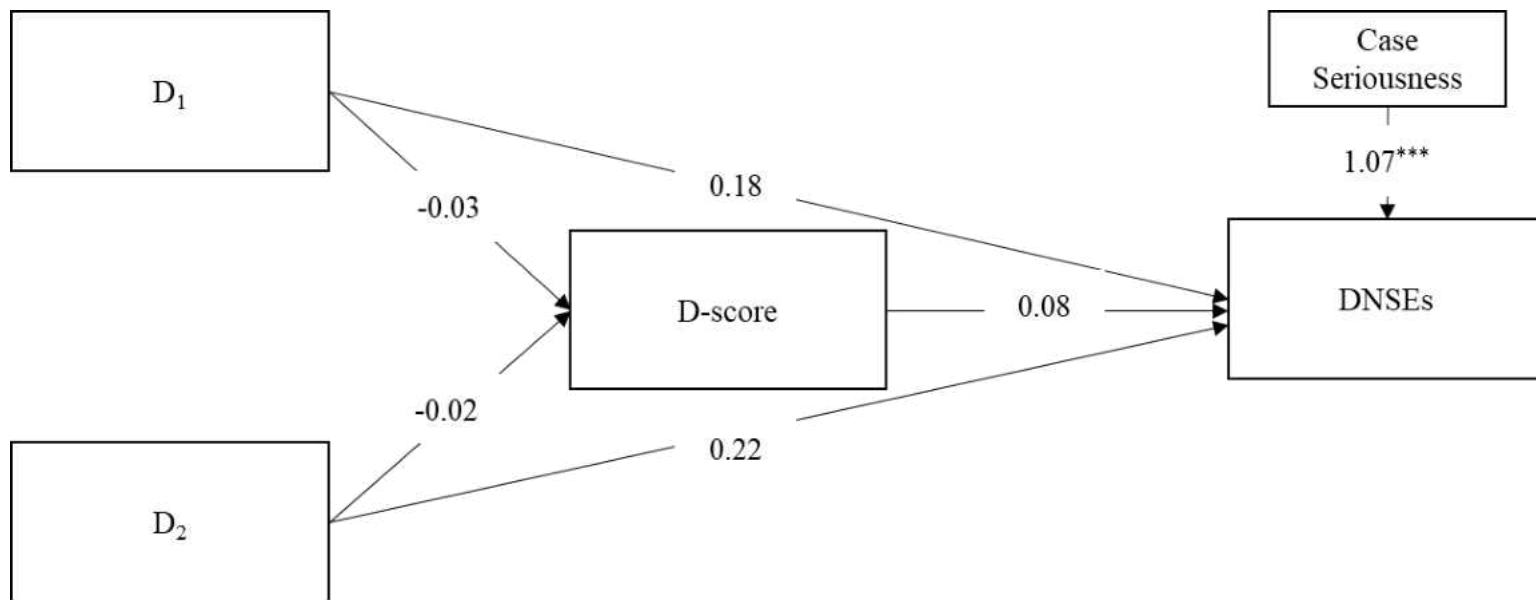 D₁
Case
Seriousness
1.07***
0.18
-0.03
D-score
0.08
DNSEs
-0.02
0.22
D₂